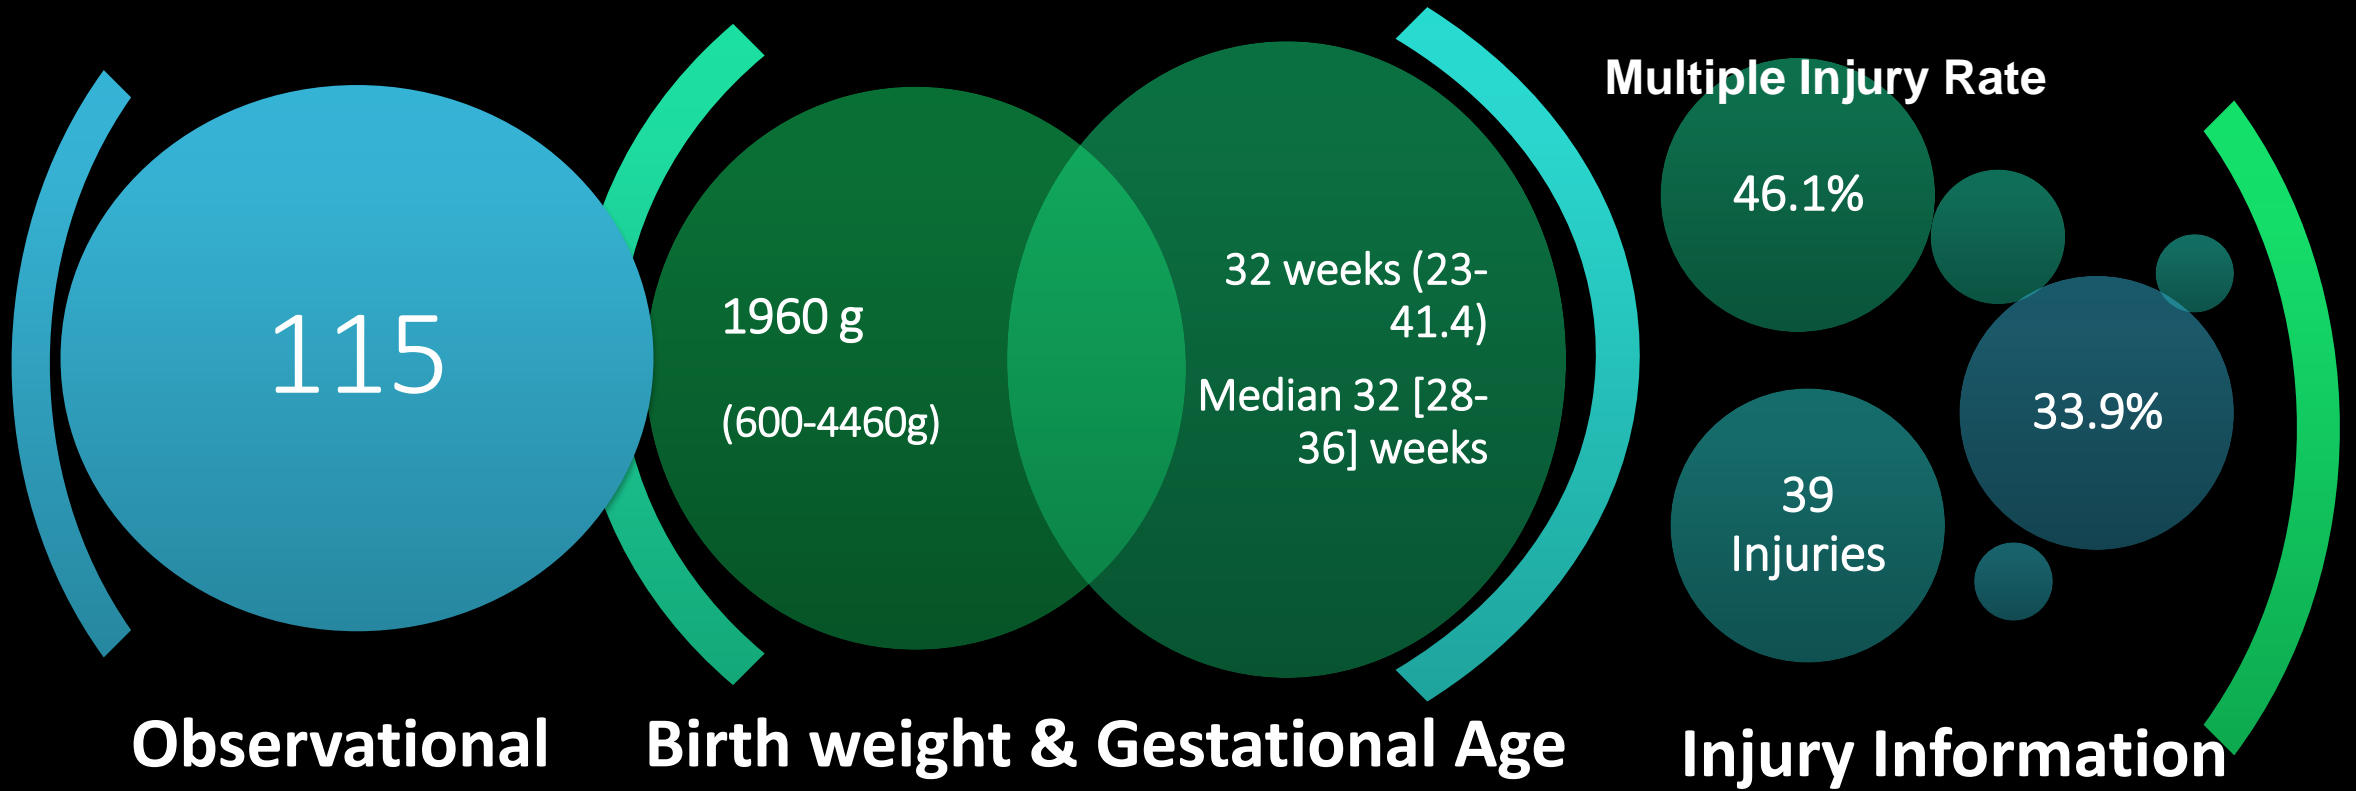 115
Observational
1960 g
(600-4460g)
32 weeks (23-
41.4)
Median 32 [28-
36] weeks
Birth weight & Gestational Age
Multiple Injury Rate
46.1%
33.9%
39
Injuries
Injury Information